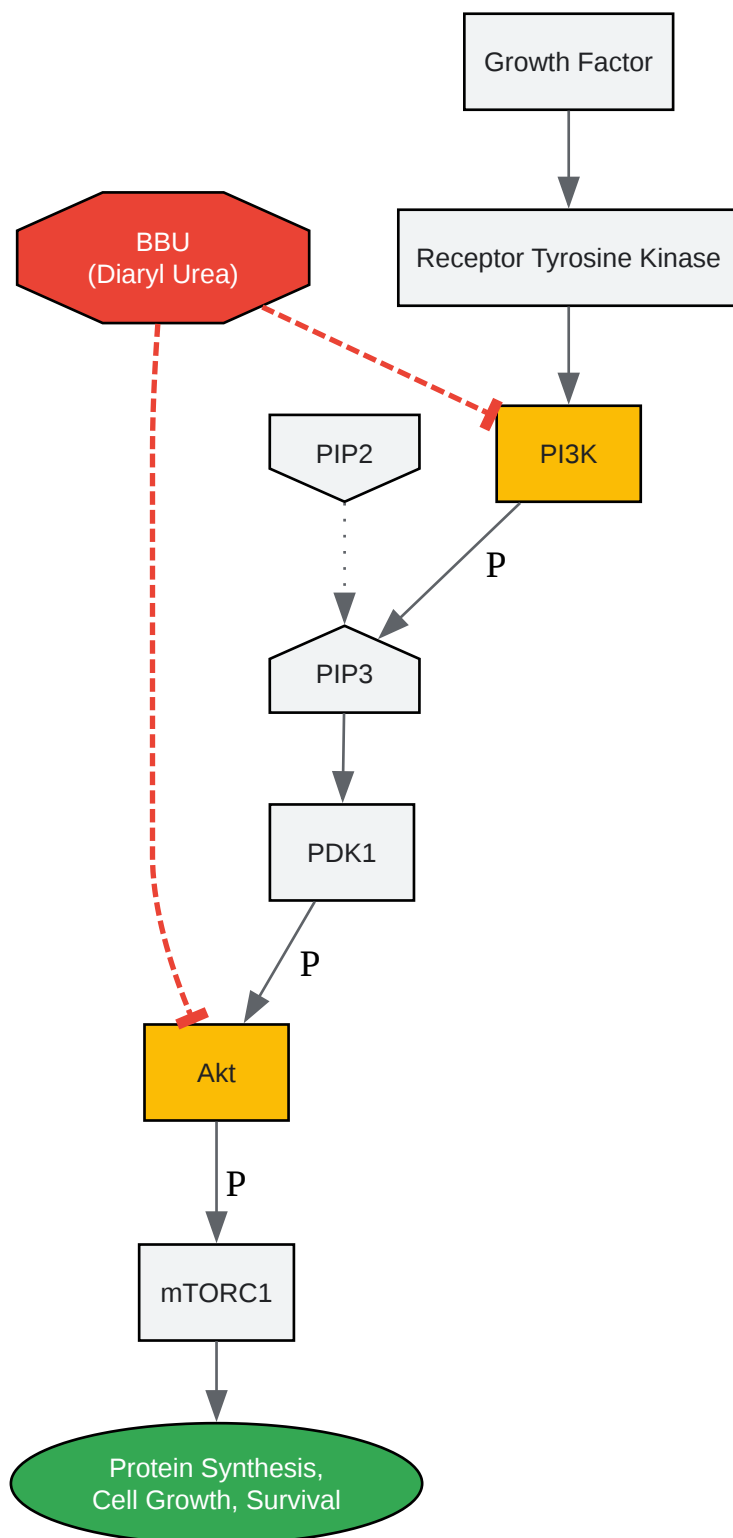 Growth Factor
BBU
(Diaryl Urea)
Receptor Tyrosine Kinase
PIP2
PI3K
P
PIP3
PDK1
P
Akt
P
mTORC1
Protein Synthesis,
Cell Growth, Survival